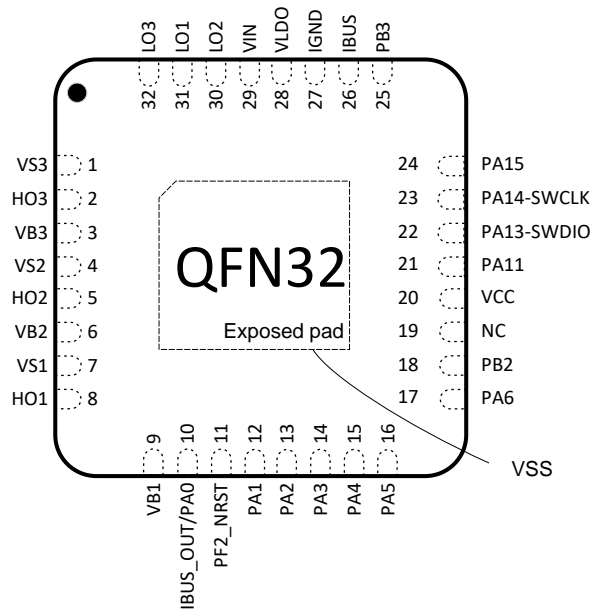 LO3
LO1
LO2
VIN
VLDO
IGND
IBUS
PB3
32
31
30
29
28
27
26
25
VS3 1
HO3 2
VB3 3
VS2 4
HO2 5
VB2 6
VS1 7
HO1 8
24 PA15
23 PA14-SWCLK
22 PA13-SWDIO
21 PA11
20 VCC
19 NC
18 PB2
17 PA6
QFN32
Exposed pad
VSS
9
10
11
12
13
14
15
16
VB1
IBUS_OUT/PA0
PF2_NRST
PA1
PA2
PA3
PA4
PA5